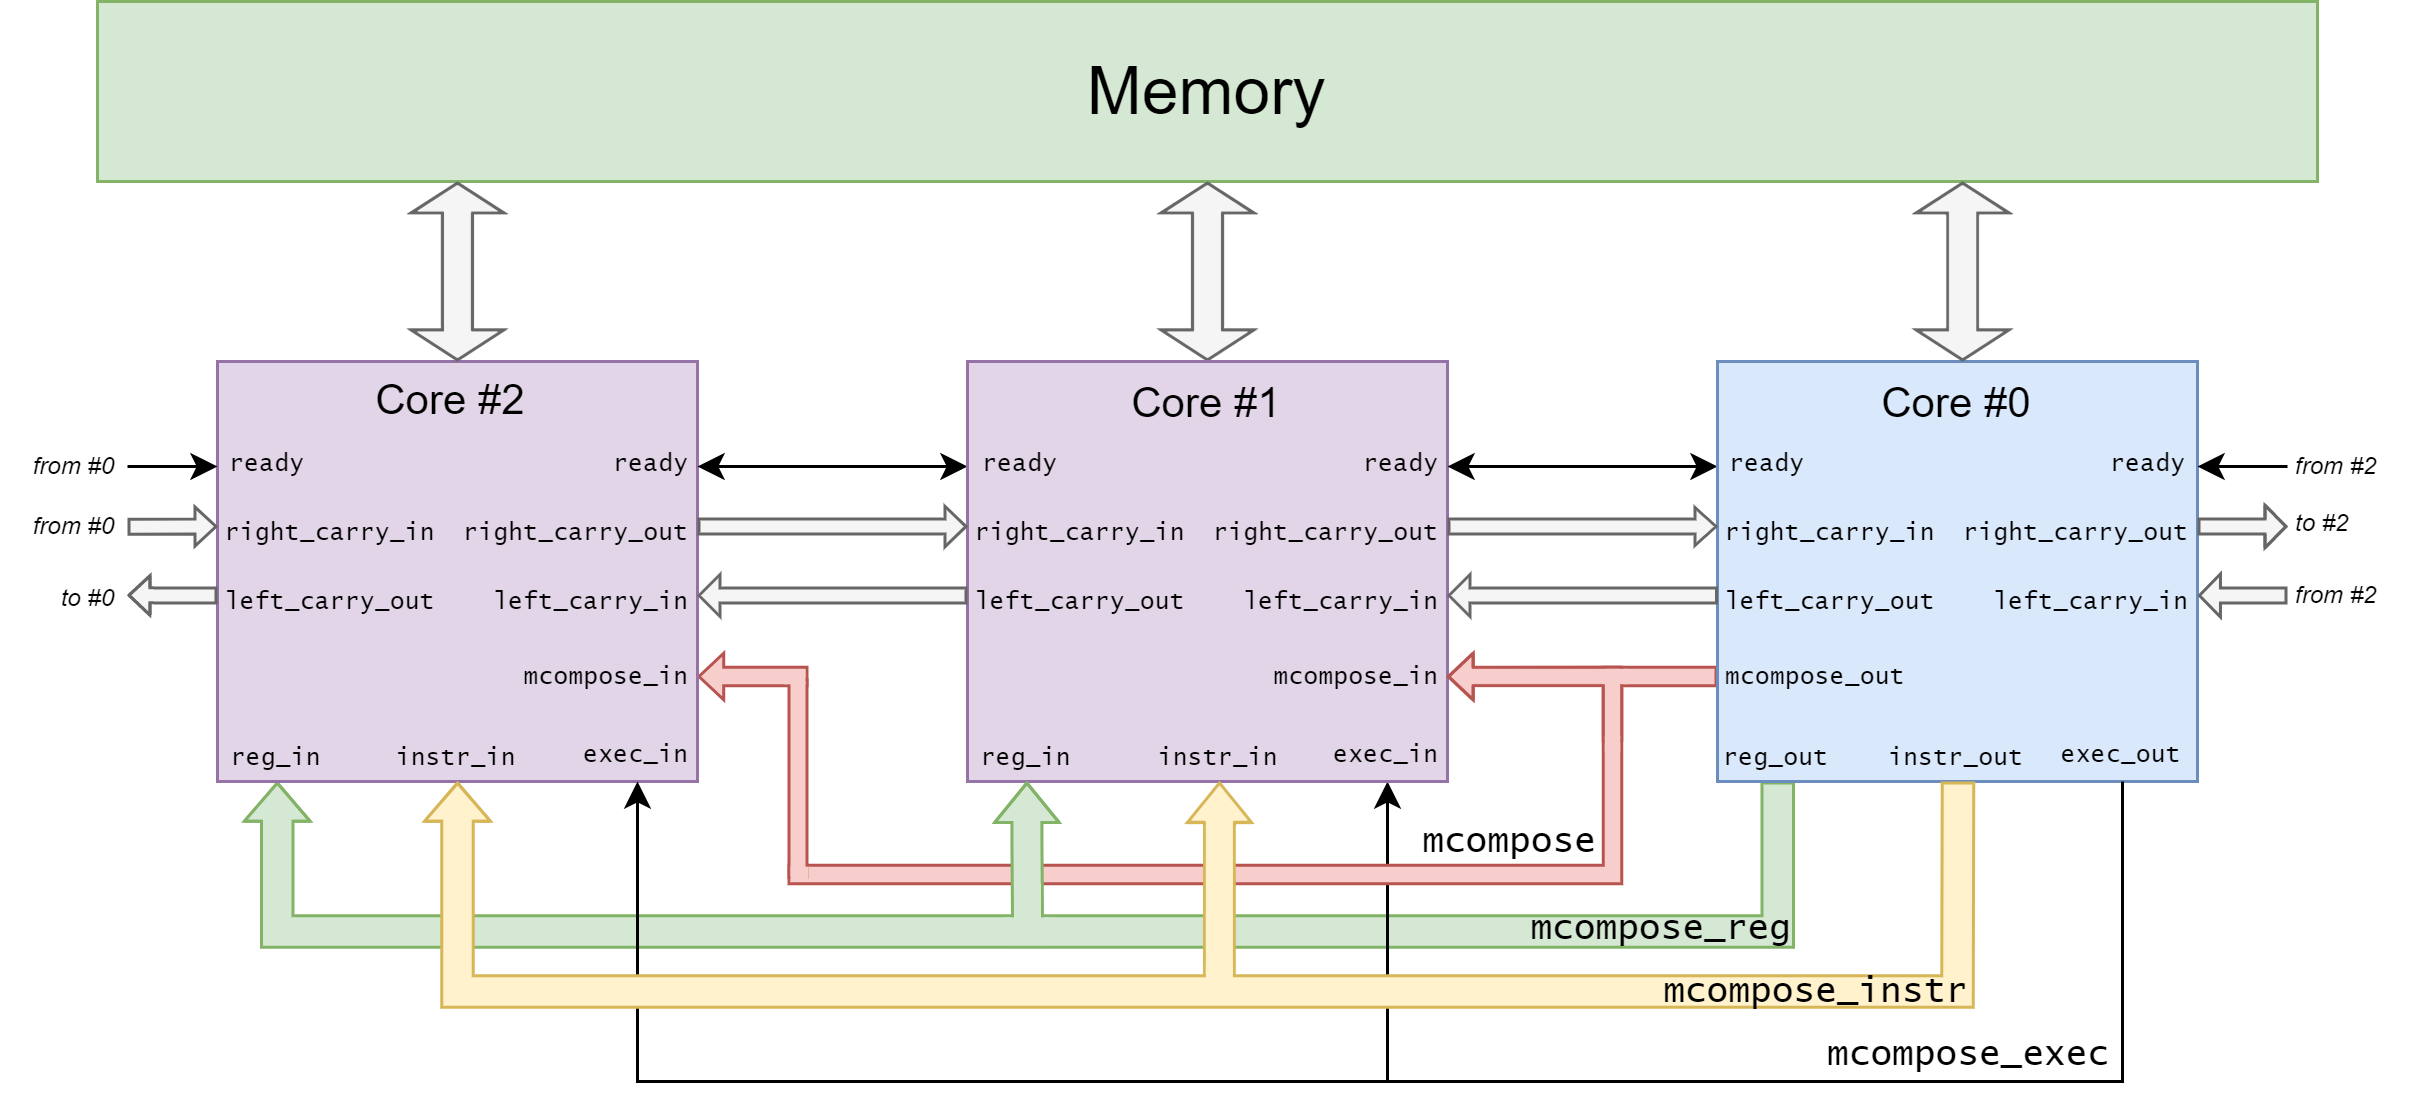 Memory
Core #2
Core #1
Core #0
from #0
ready
ready
ready
ready
ready
ready
from #2
from #0
right_carry_in
right_carry_out
right_carry_in
right_carry_out
right_carry_in
right_carry_out
to #2
to #0
left_carry_out
left_carry_in
left_carry_out
left_carry_in
left_carry_out
left_carry_in
from #2
mcompose_in
mcompose_in
mcompose_out
reg_in
instr_in
exec_in
reg_in
instr_in
exec_in
reg_out
instr_out
exec_out
mcompose
mcompose_reg
mcompose_instr
mcompose_exec